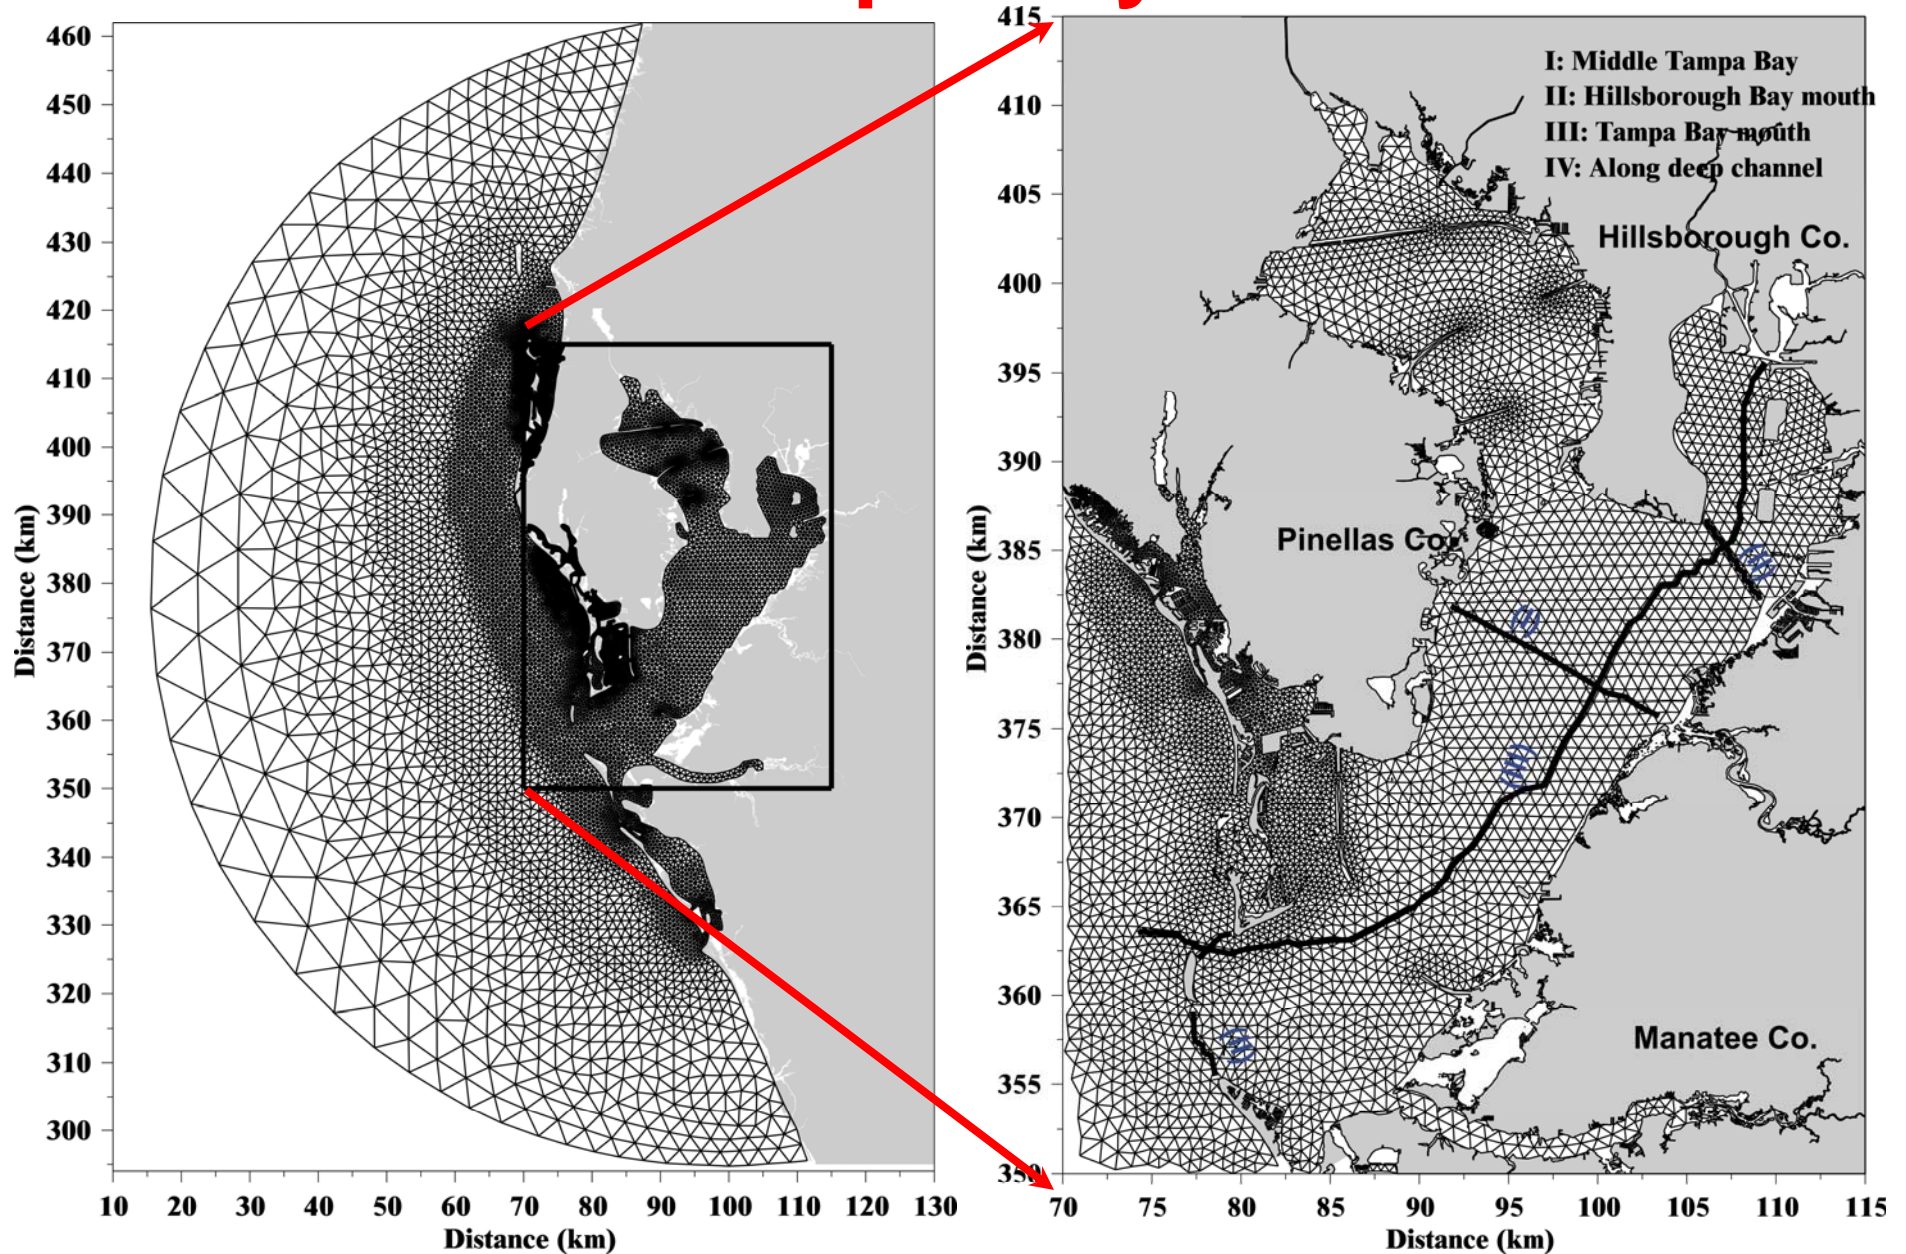 460
450
440
430
420
410
400
390
380
370
360
350
340
330
320
310
300
Distance (km)
10 20 30 40 50 60 70 80 90 100 110 120 130
Distance (km)
415
410
405
400
395
390
385
380
375
370
365
360
355
350
Distance (km)
I: Middle Tampa Bay
II: Hillsborough Bay mouth
III: Tampa Bay mouth
IV: Along deep channel
Hillsborough Co.
Pinellas Co.
Manatee Co.
70 75 80 85 90 95 100 105 110 115
Distance (km)